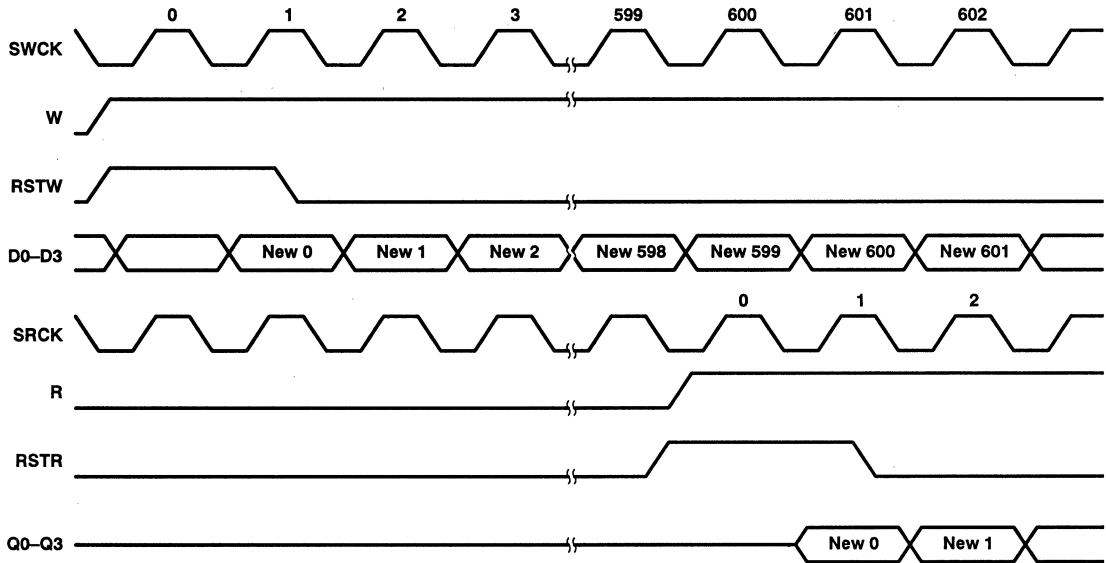 0 1 2 3 599 600 601 602
SWCK
W
RSTW
D0–D3 New 0 New 1 New 2 New 598 New 599 New 600 New 601
0 1 2
SRCK
R
RSTR
Q0–Q3 New 0 New 1